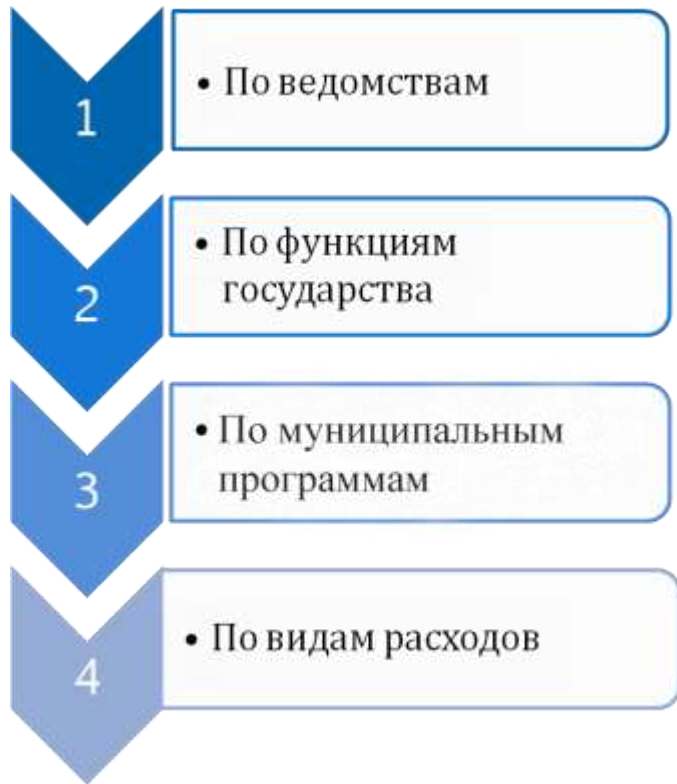 1
• По ведомствам
2
• По функциям
государства
3
• По муниципальным
программам
4
• По видам расходов